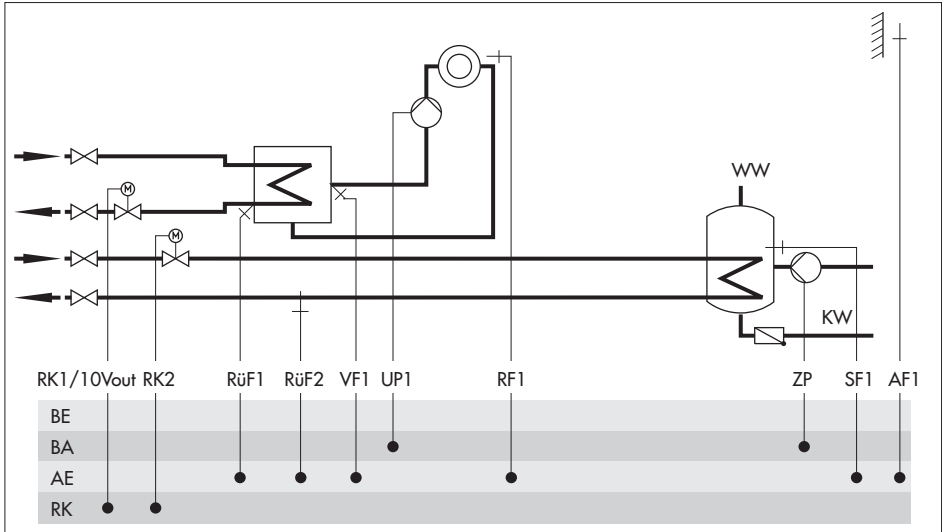 M
M
WW
KW
RK1/10Vout RK2 RüF1 RüF2 VF1 UP1 RF1 ZP SF1 AF1
BE
BA
AE
RK